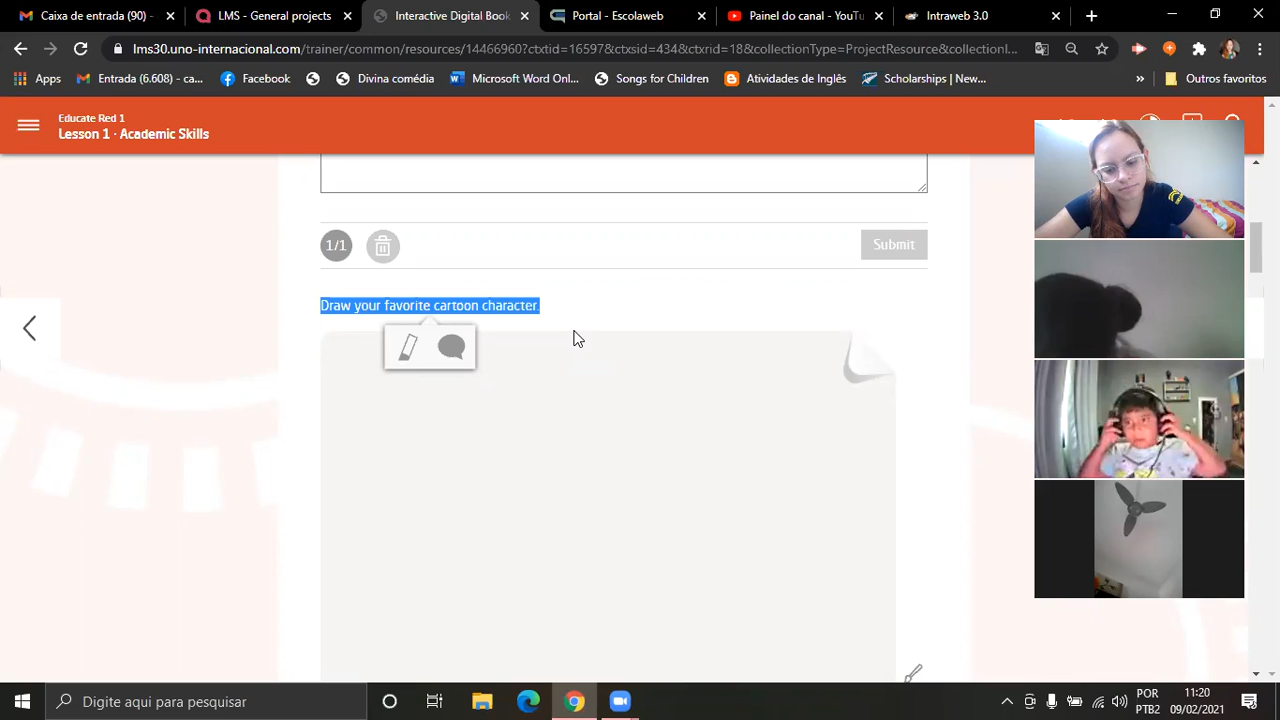 Caixa de entrada (90) -
LMS - General projects
Interactive Digital Book
Portal - Escolaweb
Painel do canal - YouTu
Intraweb 3.0
lms30.uno-internacional.com/trainer/common/resources/14466960?ctxtid=16597&ctxsid=434&ctxrid=18&collectionType=ProjectResource&collectionI...
Apps
Entrada (6.608) - ca...
Facebook
Divina comédia
Microsoft Word Onl...
Songs for Children
Atividades de Inglês
Scholarships | New...
»
Outros favoritos
Educate Red 1
Lesson 1 · Academic Skills
1/1
Submit
Draw your favorite cartoon character.
Digite aqui para pesquisar
POR
PTB2
11:20
09/02/2021